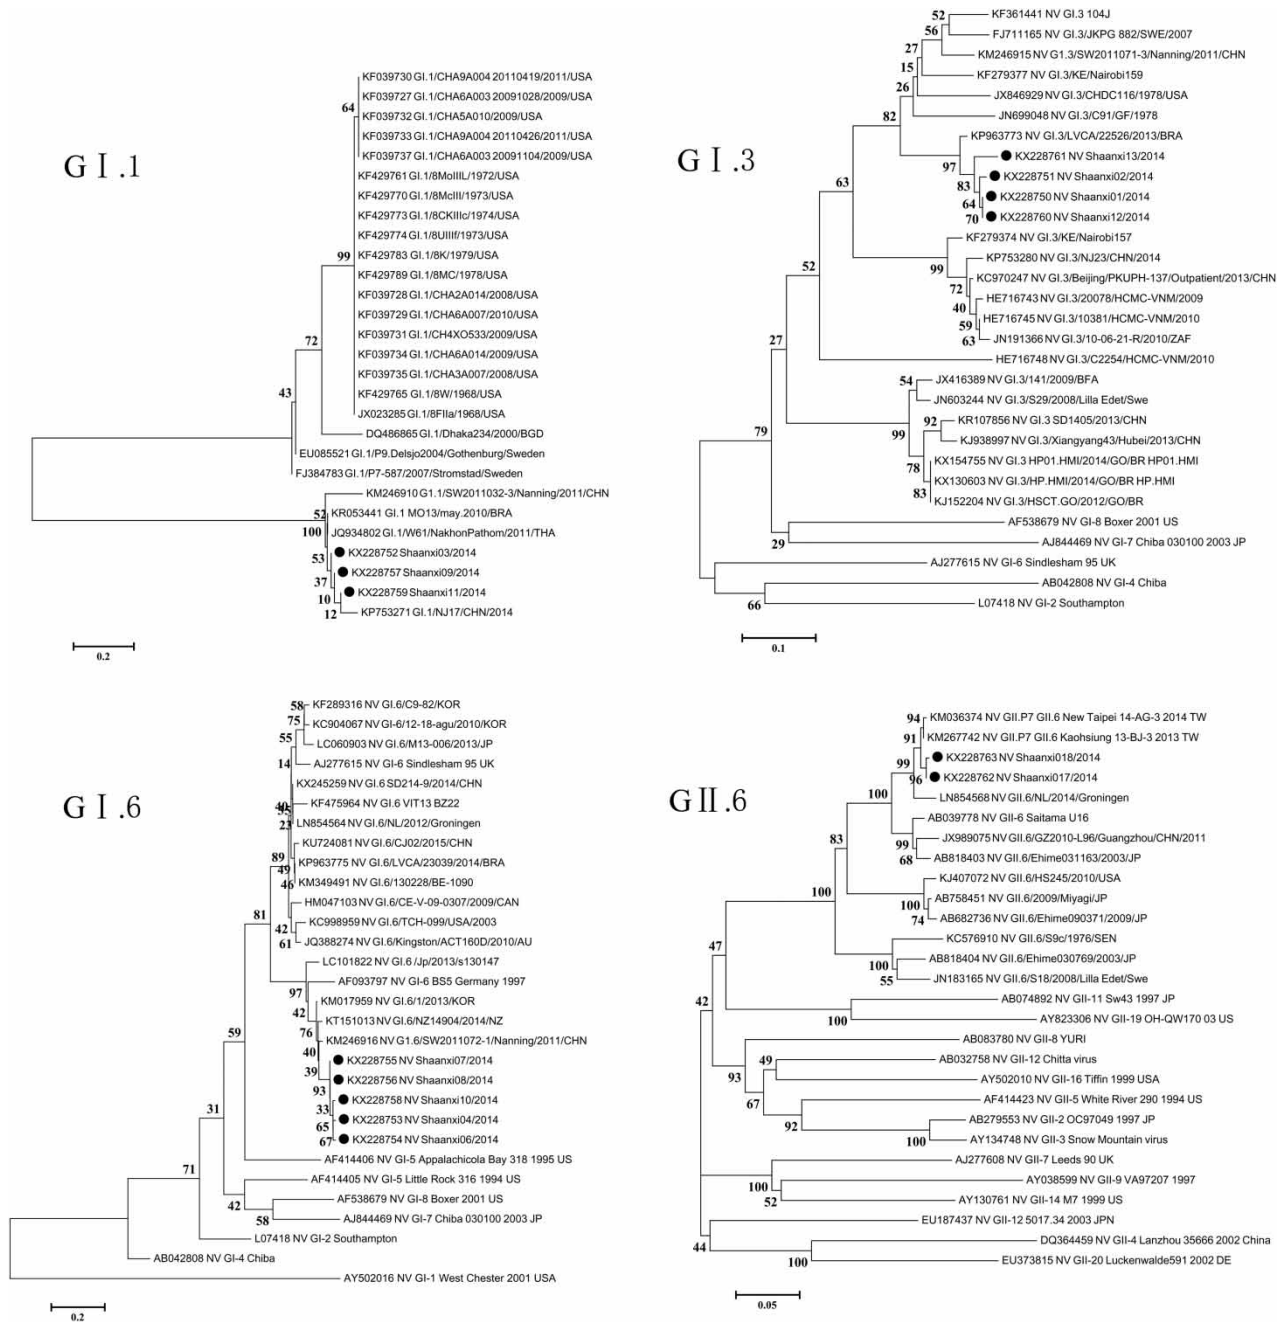 G I .1
64
99
72
43
52
100
53
37
10
12
KF039730 GI.1/CHA9A004 20110419/2011/USA
KF039727 GI.1/CHA6A003 20091028/2009/USA
KF039732 GI.1/CHA5A010/2009/USA
KF039733 GI.1/CHA9A004 20110426/2011/USA
KF039737 GI.1/CHA6A003 20091104/2009/USA
KF429761 GI.1/8MoIIIL/1972/USA
KF429770 GI.1/8McIII/1973/USA
KF429773 GI.1/8CKIIIc/1974/USA
KF429774 GI.1/8UIIIf/1973/USA
KF429783 GI.1/8K/1979/USA
KF429789 GI.1/8MC/1978/USA
KF039728 GI.1/CHA2A014/2008/USA
KF039729 GI.1/CHA6A007/2010/USA
KF039731 GI.1/CH4XO533/2009/USA
KF039734 GI.1/CHA6A014/2009/USA
KF039735 GI.1/CHA3A007/2008/USA
KF429765 GI.1/8W/1968/USA
JX023285 GI.1/8FIIa/1968/USA
DQ486865 GI.1/Dhaka234/2000/BGD
EU085521 GI.1/P9.Delsjo2004/Gothenburg/Sweden
FJ384783 GI.1/P7-587/2007/Stromstad/Sweden
KM246910 G1.1/SW2011032-3/Nanning/2011/CHN
KR053441 GI.1 MO13/may.2010/BRA
JQ934802 GI.1/W61/NakhonPathom/2011/THA
KX228752 Shaanxi03/2014
KX228757 Shaanxi09/2014
KX228759 Shaanxi11/2014
KP753271 GI.1/NJ17/CHN/2014
0.2
G I .3
52
56
27
15
26
82
97
83
64
70
63
99
72
40
59
63
52
27
54
99
92
78
83
79
29
66
KF361441 NV GI.3 104J
FJ711165 NV GI.3/JKPG 882/SWE/2007
KM246915 NV G1.3/SW2011071-3/Nanning/2011/CHN
KF279377 NV GI.3/KE/Nairobi159
JX846929 NV GI.3/CHDC116/1978/USA
JN699048 NV GI.3/C91/GF/1978
KP963773 NV GI.3/LVCA/22526/2013/BRA
KX228761 NV Shaanxi13/2014
KX228751 NV Shaanxi02/2014
KX228750 NV Shaanxi01/2014
KX228760 NV Shaanxi12/2014
KF279374 NV GI.3/KE/Nairobi157
KP753280 NV GI.3/NJ23/CHN/2014
KC970247 NV GI.3/Beijing/PKUPH-137/Outpatient/2013/CHN
HE716743 NV GI.3/20078/HCMC-VNM/2009
HE716745 NV GI.3/10381/HCMC-VNM/2010
JN191366 NV GI.3/10-06-21-R/2010/ZAF
HE716748 NV GI.3/C2254/HCMC-VNM/2010
JX416389 NV GI.3/141/2009/BFA
JN603244 NV GI.3/S29/2008/Lilla Edet/Swe
KR107856 NV GI.3 SD1405/2013/CHN
KJ938997 NV GI.3/Xiangyang43/Hubei/2013/CHN
KX154755 NV GI.3 HP01.HMI/2014/GO/BR HP01.HMI
KX130603 NV GI.3/HP.HMI/2014/GO/BR HP.HMI
KJ152204 NV GI.3/HSCT.GO/2012/GO/BR
AF538679 NV GI-8 Boxer 2001 US
AJ844469 NV GI-7 Chiba 030100 2003 JP
AJ277615 NV GI-6 Sindlesham 95 UK
AB042808 NV GI-4 Chiba
L07418 NV GI-2 Southampton
0.1
G I .6
58
75
55
14
23
89
49
46
42
61
81
97
42
76
40
39
93
33
65
67
59
31
42
58
71
KF289316 NV GI.6/C9-82/KOR
KC904067 NV GI-6/12-18-agu/2010/KOR
LC060903 NV GI.6/M13-006/2013/JP
AJ277615 NV GI-6 Sindlesham 95 UK
KX245259 NV GI.6 SD214-9/2014/CHN
KF475964 NV GI.6 VIT13 BZ22
LN854564 NV GI.6/NL/2012/Groningen
KU724081 NV GI.6/CJ02/2015/CHN
KP963775 NV GI.6/LVCA/23039/2014/BRA
KM349491 NV GI.6/130228/BE-1090
HM047103 NV GI.6/CE-V-09-0307/2009/CAN
KC998959 NV GI.6/TCH-099/USA/2003
JQ388274 NV GI.6/Kingston/ACT160D/2010/AU
LC101822 NV GI.6 /Jp/2013/s130147
AF093797 NV GI-6 BS5 Germany 1997
KM017959 NV GI.6/1/2013/KOR
KT151013 NV GI.6/NZ14904/2014/NZ
KM246916 NV G1.6/SW2011072-1/Nanning/2011/CHN
KX228755 NV Shaanxi07/2014
KX228756 NV Shaanxi08/2014
KX228758 NV Shaanxi10/2014
KX228753 NV Shaanxi04/2014
KX228754 NV Shaanxi06/2014
AF414406 NV GI-5 Appalachicola Bay 318 1995 US
AF414405 NV GI-5 Little Rock 316 1994 US
AF538679 NV GI-8 Boxer 2001 US
AJ844469 NV GI-7 Chiba 030100 2003 JP
L07418 NV GI-2 Southampton
AB042808 NV GI-4 Chiba
AY502016 NV GI-1 West Chester 2001 USA
0.2
G II .6
94
91
99
96
100
99
68
83
100
74
100
100
55
47
100
42
93
49
67
92
100
100
52
44
100
KM036374 NV GII.P7 GII.6 New Taipei 14-AG-3 2014 TW
KM267742 NV GII.P7 GII.6 Kaohsiung 13-BJ-3 2013 TW
KX228763 NV Shaanxi018/2014
KX228762 NV Shaanxi017/2014
LN854568 NV GII.6/NL/2014/Groningen
AB039778 NV GII-6 Saitama U16
JX989075 NV GII.6/GZ2010-L96/Guangzhou/CHN/2011
AB818403 NV GII.6/Ehime031163/2003/JP
KJ407072 NV GII.6/HS245/2010/USA
AB758451 NV GII.6/2009/Miyagi/JP
AB682736 NV GII.6/Ehime090371/2009/JP
KC576910 NV GII.6/S9c/1976/SEN
AB818404 NV GII.6/Ehime030769/2003/JP
JN183165 NV GII.6/S18/2008/Lilla Edet/Swe
AB074892 NV GII-11 Sw43 1997 JP
AY823306 NV GII-19 OH-QW170 03 US
AB083780 NV GII-8 YURI
AB032758 NV GII-12 Chitta virus
AY502010 NV GII-16 Tiffin 1999 USA
AF414423 NV GII-5 White River 290 1994 US
AB279553 NV GII-2 OC97049 1997 JP
AY134748 NV GII-3 Snow Mountain virus
AJ277608 NV GII-7 Leeds 90 UK
AY038599 NV GII-9 VA97207 1997
AY130761 NV GII-14 M7 1999 US
EU187437 NV GII-12 5017.34 2003 JPN
DQ364459 NV GII-4 Lanzhou 35666 2002 China
EU373815 NV GII-20 Luckenwalde591 2002 DE
0.05